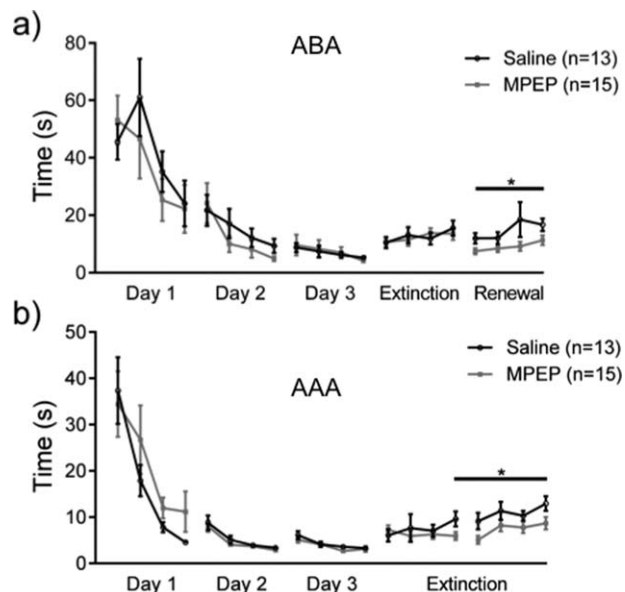 a)
ABA
Saline (n=13)
MPEP (n=15)
Time (s)
80
60
40
20
0
*
Day 1 Day 2 Day 3 Extinction Renewal
b)
AAA
Saline (n=13)
MPEP (n=15)
Time (s)
50
40
30
20
10
0
*
Day 1 Day 2 Day 3 Extinction